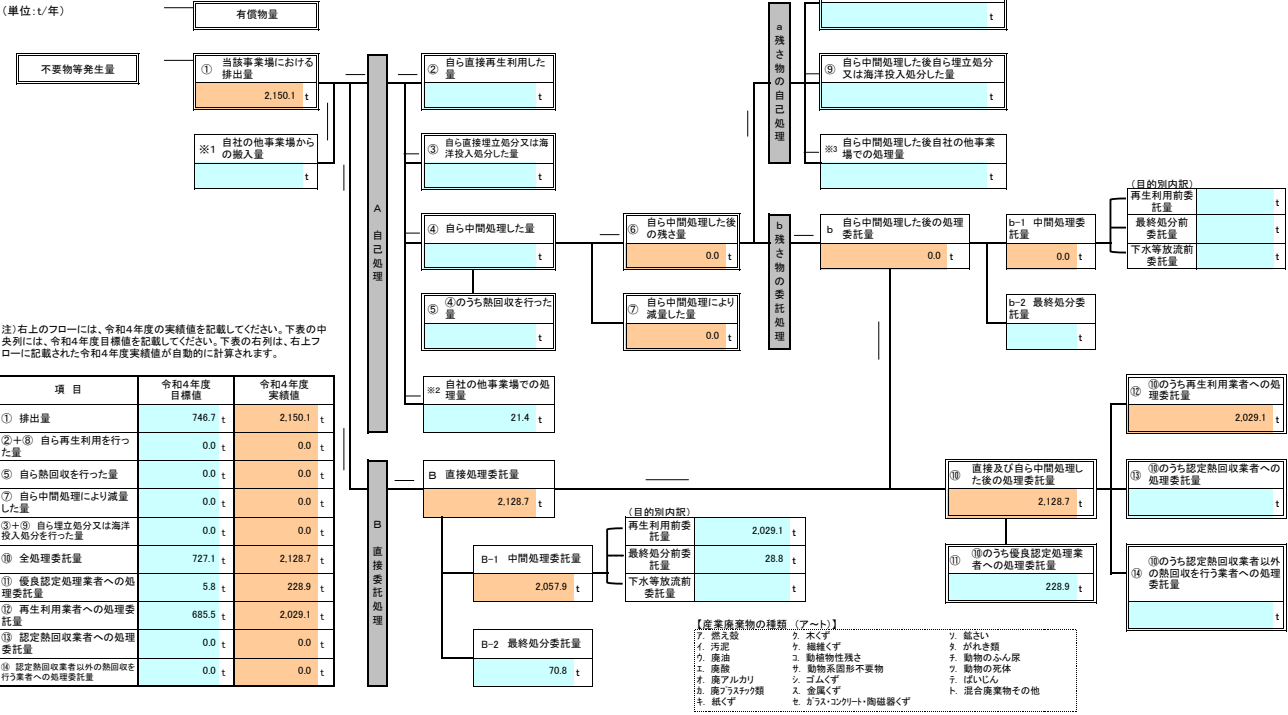 (単位:t/年)
有償物量
不要物等発生量
① 当該事業場における
排出量
2,150.1 t
※1 自社の他事業場から
の搬入量
t
A 自己処理
② 自ら直接再生利用した
量
t
③ 自ら直接埋立処分又は海
洋投入処分した量
t
④ 自ら中間処理した量
t
⑤ ④のうち熱回収を行った
量
t
※2 自社の他事業場での処
理量
21.4 t
⑥ 自ら中間処理した後
の残さ量
0.0 t
⑦ 自ら中間処理により
減量した量
0.0 t
a 残さ物の自己処理
t
⑨ 自ら中間処理した後自ら埋立処分
又は海洋投入処分した量
t
※3 自ら中間処理した後自社の他事業
場での処理量
t
b 残さ物の委託処理
b 自ら中間処理した後の処理
委託量
0.0 t
b-1 中間処理委
託量
0.0 t
(目的別内訳)
再生利用前委
託量 t
最終処分前
委託量 t
下水等放流前
委託量 t
b-2 最終処分委
託量
t
注)右上のフローには、令和4年度の実績値を記載してください。下表の中
央列には、令和4年度目標値を記載してください。下表の右列は、右上フ
ローに記載された令和4年度実績値が自動的に計算されます。
項 目 令和4年度
目標値 令和4年度
実績値
① 排出量 746.7 t 2,150.1 t
②+⑧ 自ら再生利用を行っ
た量 0.0 t 0.0 t
⑤ 自ら熱回収を行った量 0.0 t 0.0 t
⑦ 自ら中間処理により減量
した量 0.0 t 0.0 t
③+⑨ 自ら埋立処分又は海洋
投入処分を行った量 0.0 t 0.0 t
⑩ 全処理委託量 727.1 t 2,128.7 t
⑪ 優良認定処理業者への処
理委託量 5.8 t 228.9 t
⑫ 再生利用業者への処理委
託量 685.5 t 2,029.1 t
⑬ 認定熱回収業者への処理
委託量 0.0 t 0.0 t
⑭ 認定熱回収業者以外の熱回収を
行う業者への処理委託量 0.0 t 0.0 t
B 直接委託処理
B 直接処理委託量
2,128.7 t
B-1 中間処理委託量
2,057.9 t
(目的別内訳)
再生利用前委
託量 2,029.1 t
最終処分前委
託量 28.8 t
下水等放流前
委託量 t
B-2 最終処分委託量
70.8 t
⑩ 直接及び自ら中間処理し
た後の処理委託量
2,128.7 t
⑪ ⑩のうち優良認定処理業
者への処理委託量
228.9 t
⑫ ⑩のうち再生利用業者への処
理委託量
2,029.1 t
⑬ ⑩のうち認定熱回収業者への
処理委託量
t
⑭ ⑩のうち認定熱回収業者以外
の熱回収を行う業者への処理
委託量
t
【産業廃棄物の種類 (ア~ト)】
ア. 燃え殻 ク. 木くず ソ. 鉱さい
イ. 汚泥 ケ. 繊維くず タ. がれき類
ウ. 廃油 コ. 動植物性残さ チ. 動物のふん尿
エ. 廃酸 サ. 動物系固形不要物 ツ. 動物の死体
オ. 廃アルカリ シ. ゴムくず テ. ばいじん
カ. 廃プラスチック類 ス. 金属くず ト. 混合廃棄物その他
キ. 紙くず セ. ガラス・コンクリート・陶磁器くず